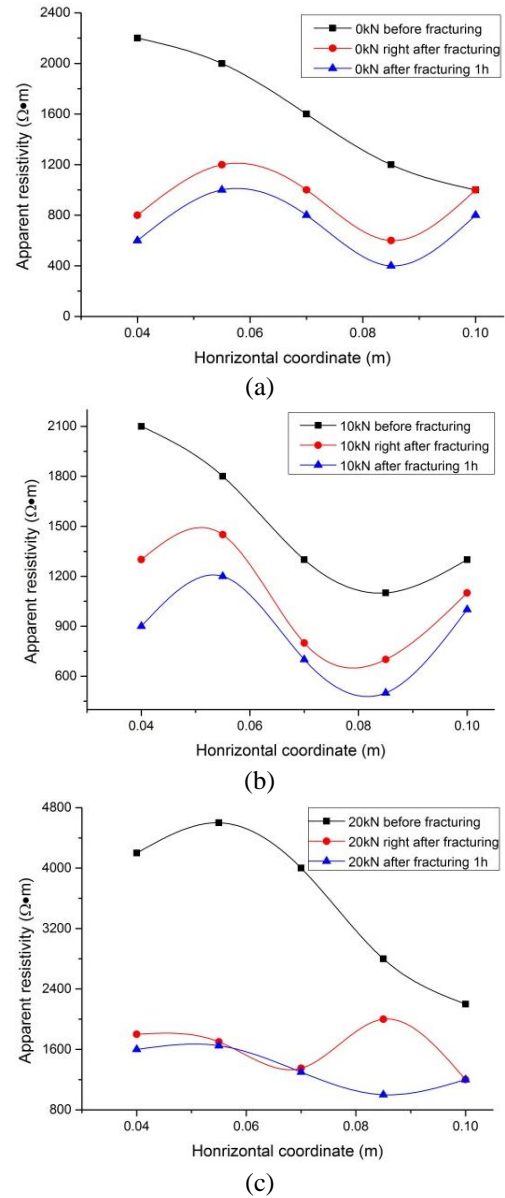 2400
2000
1600
1200
800
400
0
0kN before fracturing
0kN right after fracturing
0kN after fracturing 1h
Apparent resistivity (Ω•m)
0.04 0.06 0.08 0.10
Honrizontal coordinate (m)
(a)
2100
1800
1500
1200
900
600
10kN before fracturing
10kN right after fracturing
10kN after fracturing 1h
Apparent resistivity (Ω•m)
0.04 0.06 0.08 0.10
Honrizontal coordinate (m)
(b)
4800
4000
3200
2400
1600
800
20kN before fracturing
20kN right after fracturing
20kN after fracturing 1h
Apparent resistivity (Ω•m)
0.04 0.06 0.08 0.10
Honrizontal coordinate (m)
(c)